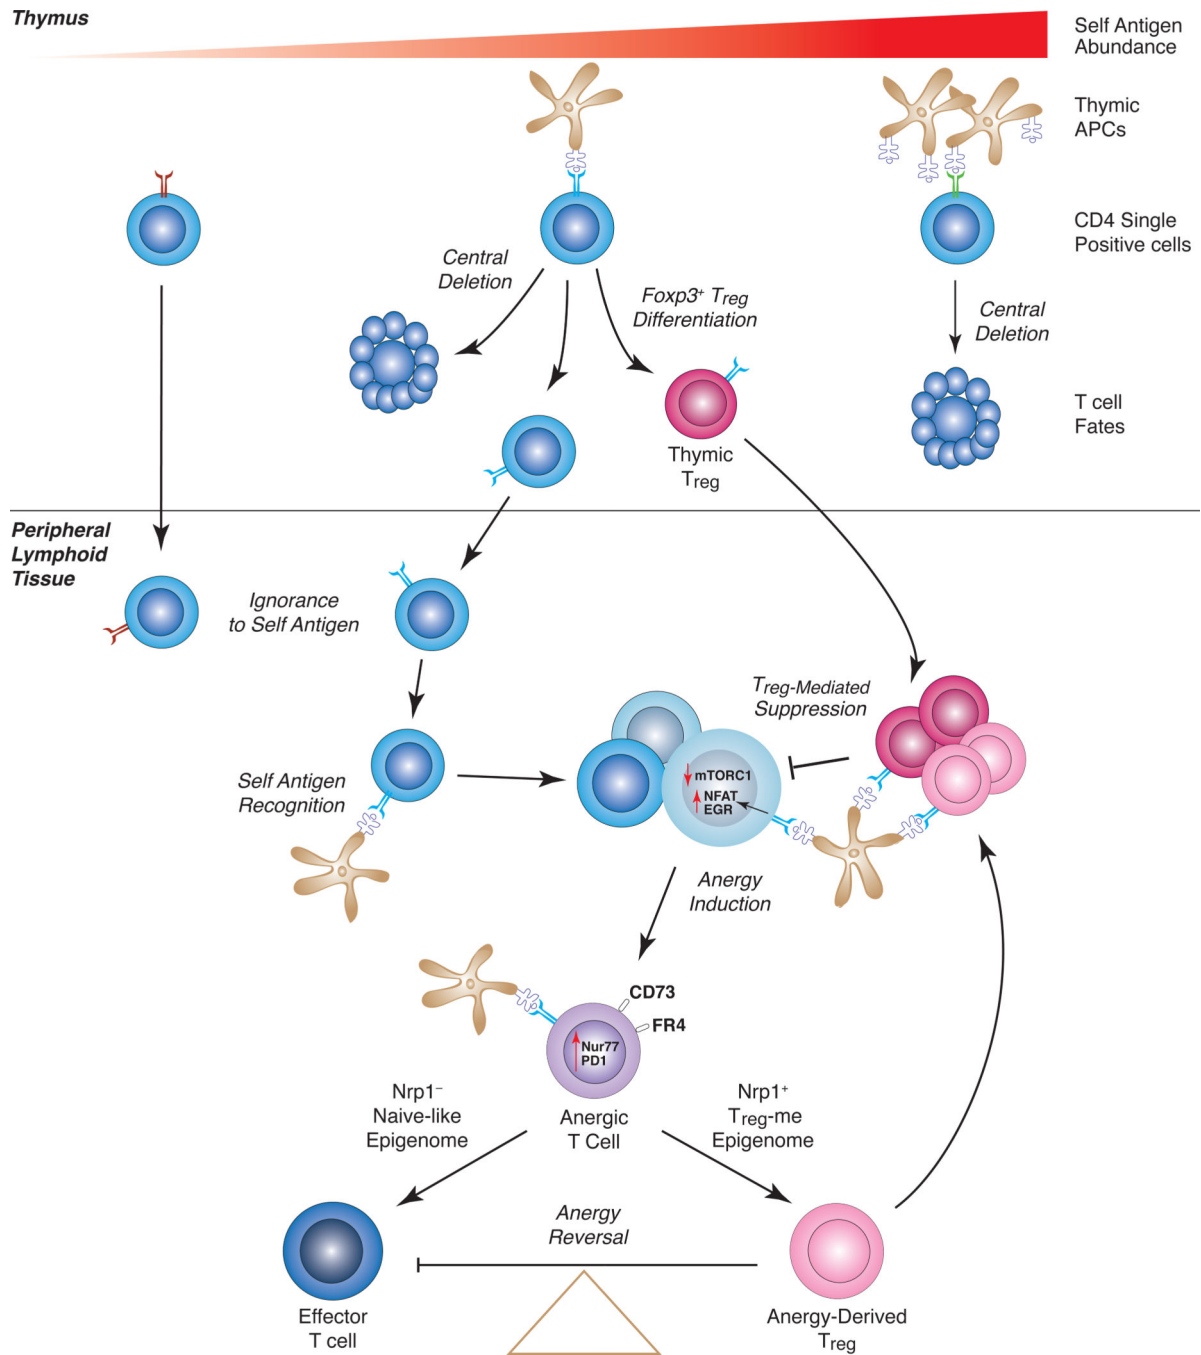 Thymus
Self Antigen
Abundance
Thymic
APCs
CD4 Single
Positive cells
Central
Deletion
Foxp3⁺ Treg
Differentiation
Central
Deletion
T cell
Fates
Thymic
Treg
Peripheral
Lymphoid
Tissue
Ignorance
to Self Antigen
Treg-Mediated
Suppression
mTORC1
NFAT
EGR
Self Antigen
Recognition
Anergy
Induction
CD73
FR4
Nur77
PD1
Nrp1⁻
Naive-like
Epigenome
Anergic
T Cell
Nrp1⁺
Treg-me
Epigenome
Anergy
Reversal
Effector
T cell
Anergy-Derived
Treg